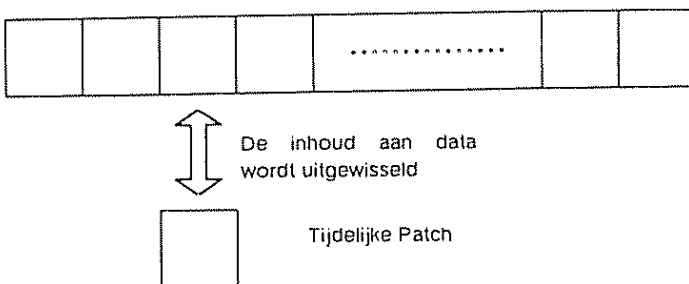 De inhoud aan data
wordt uitgewisseld
Tijdelijke Patch